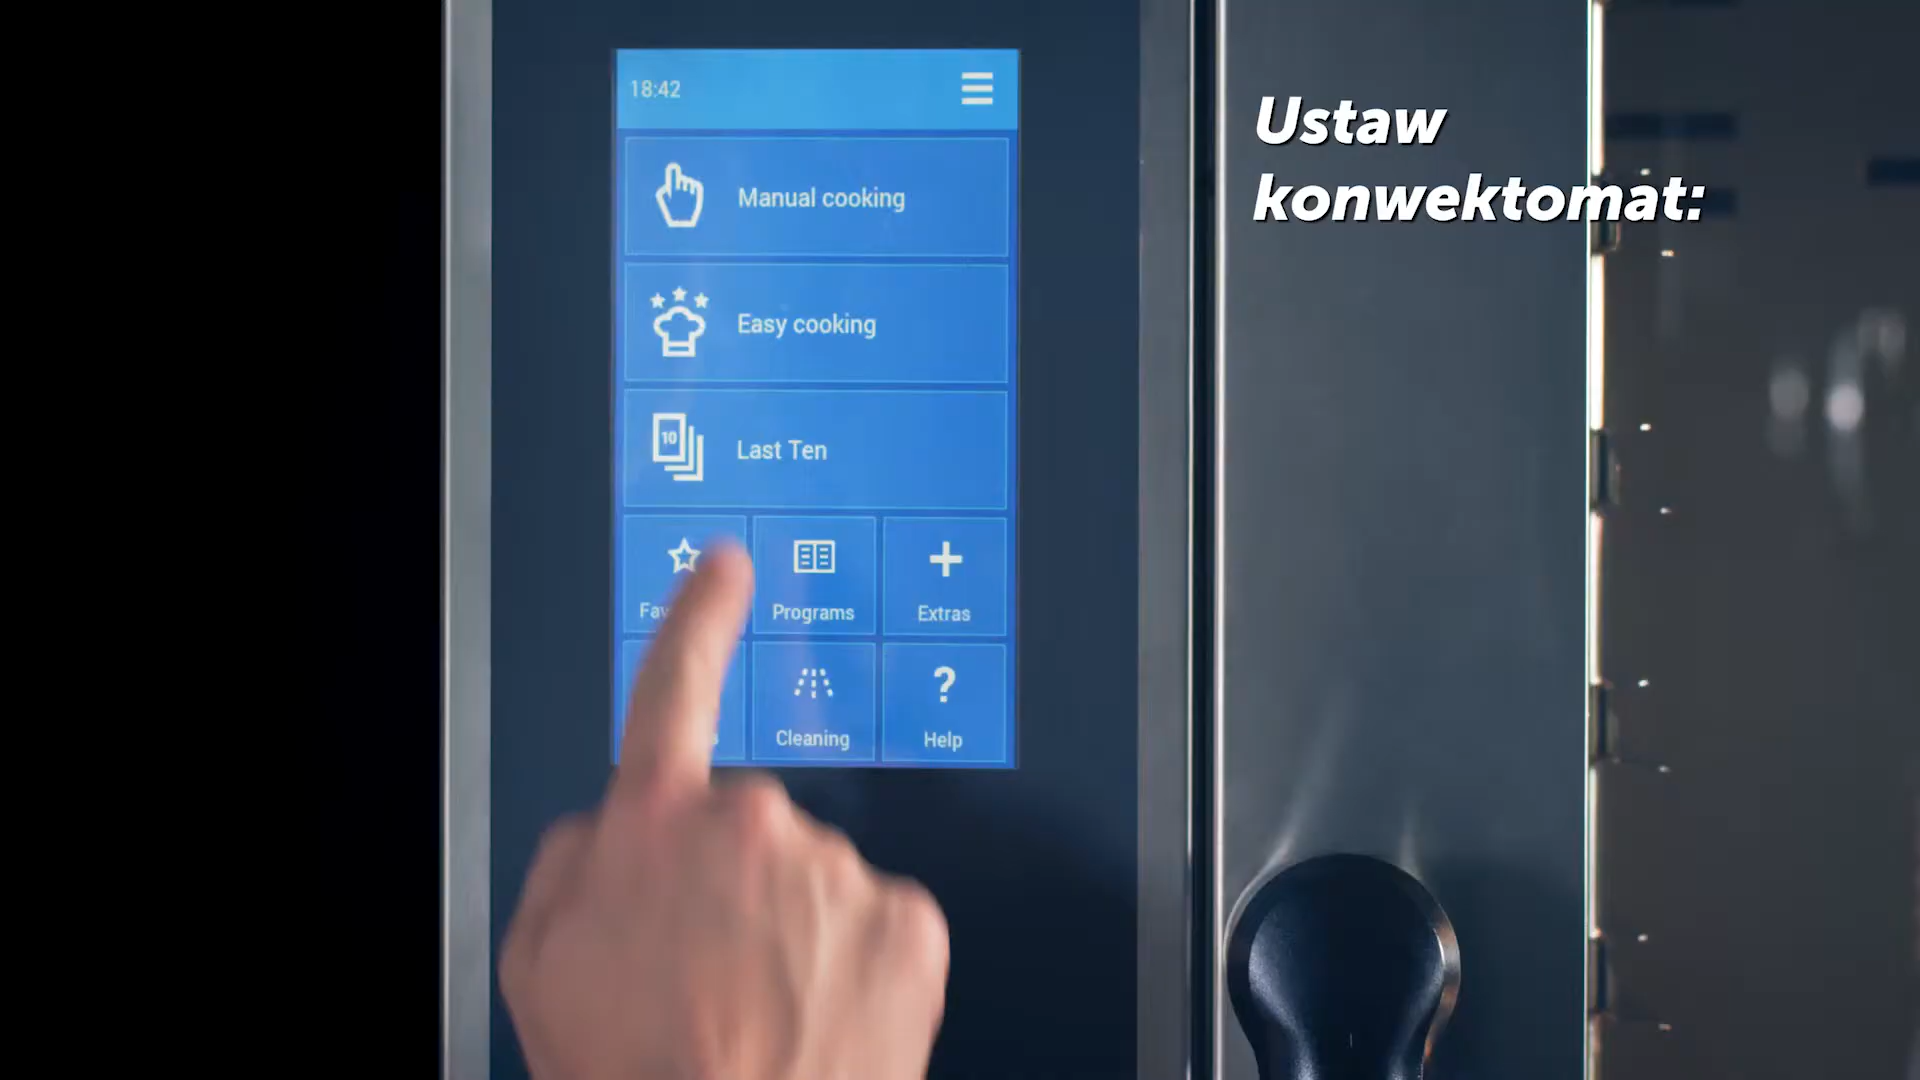 18:42
Ustaw
konwektomat:
Manual cooking
Easy cooking
10
Last Ten
Programs
Extras
Cleaning
Help